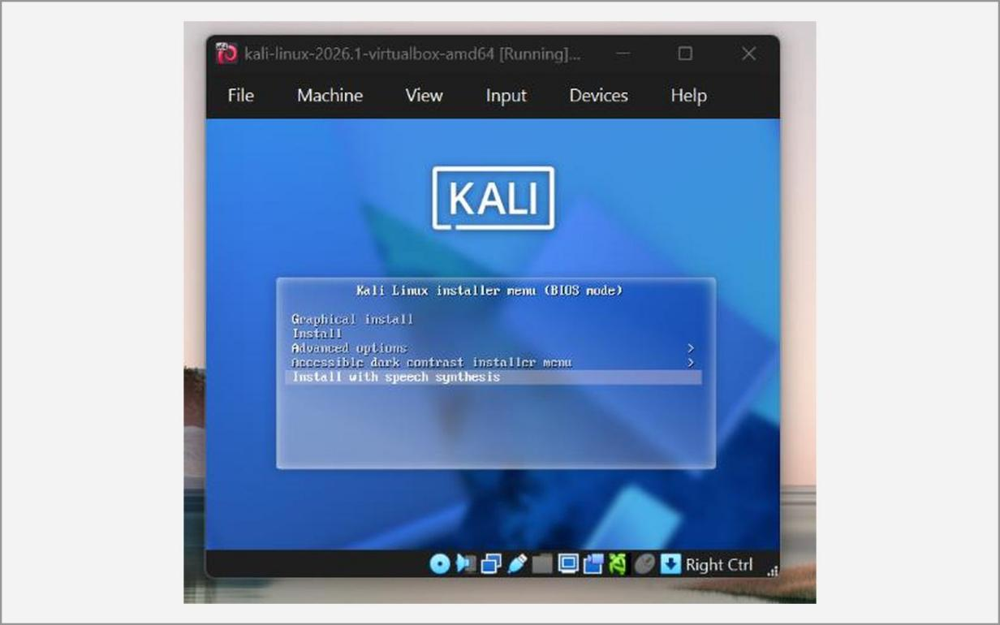 kali-linux-2026.1-virtualbox-amd64 [Running]...
File Machine View Input Devices Help
KALI
Kali Linux installer menu (BIOS mode)
Graphical install
Install
Advanced options >
Accessible dark contrast installer menu >
Install with speech synthesis
Right Ctrl